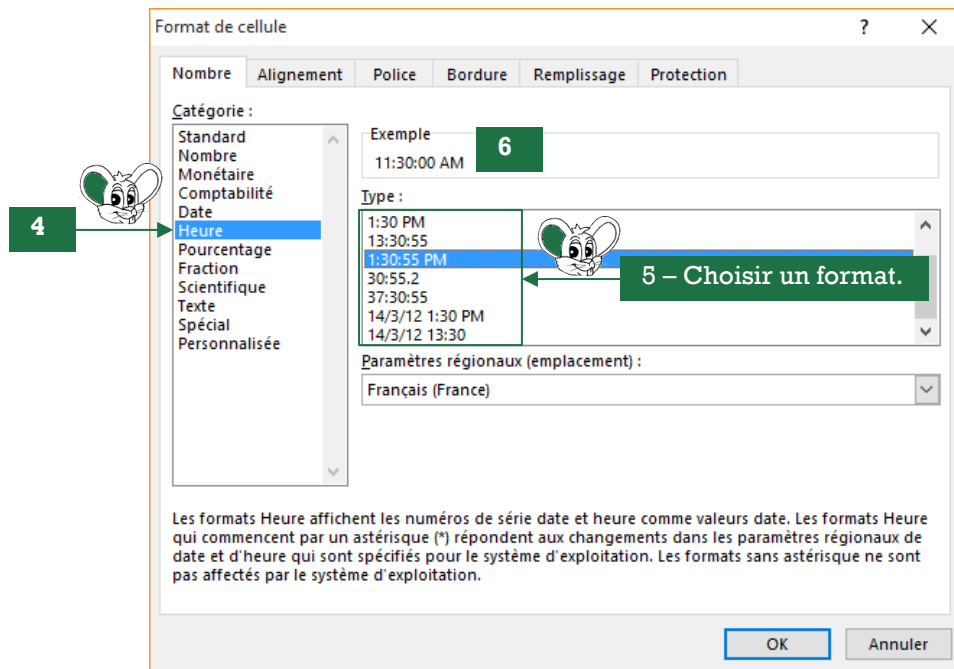 Format de cellule
?
Nombre Alignement Police Bordure Remplissage Protection
Catégorie :
Standard
Nombre
Monétaire
Comptabilité
Date
Heure
Pourcentage
Fraction
Scientifique
Texte
Spécial
Personnalisée
4
Exemple
11:30:00 AM
6
Type :
1:30 PM
13:30:55
1:30:55 PM
30:55.2
37:30:55
14/3/12 1:30 PM
14/3/12 13:30
5 – Choisir un format.
Paramètres régionaux (emplacement) :
Français (France)
Les formats Heure affichent les numéros de série date et heure comme valeurs date. Les formats Heure
qui commencent par un astérisque (*) répondent aux changements dans les paramètres régionaux de
date et d'heure qui sont spécifiés pour le système d'exploitation. Les formats sans astérisque ne sont
pas affectés par le système d'exploitation.
OK Annuler